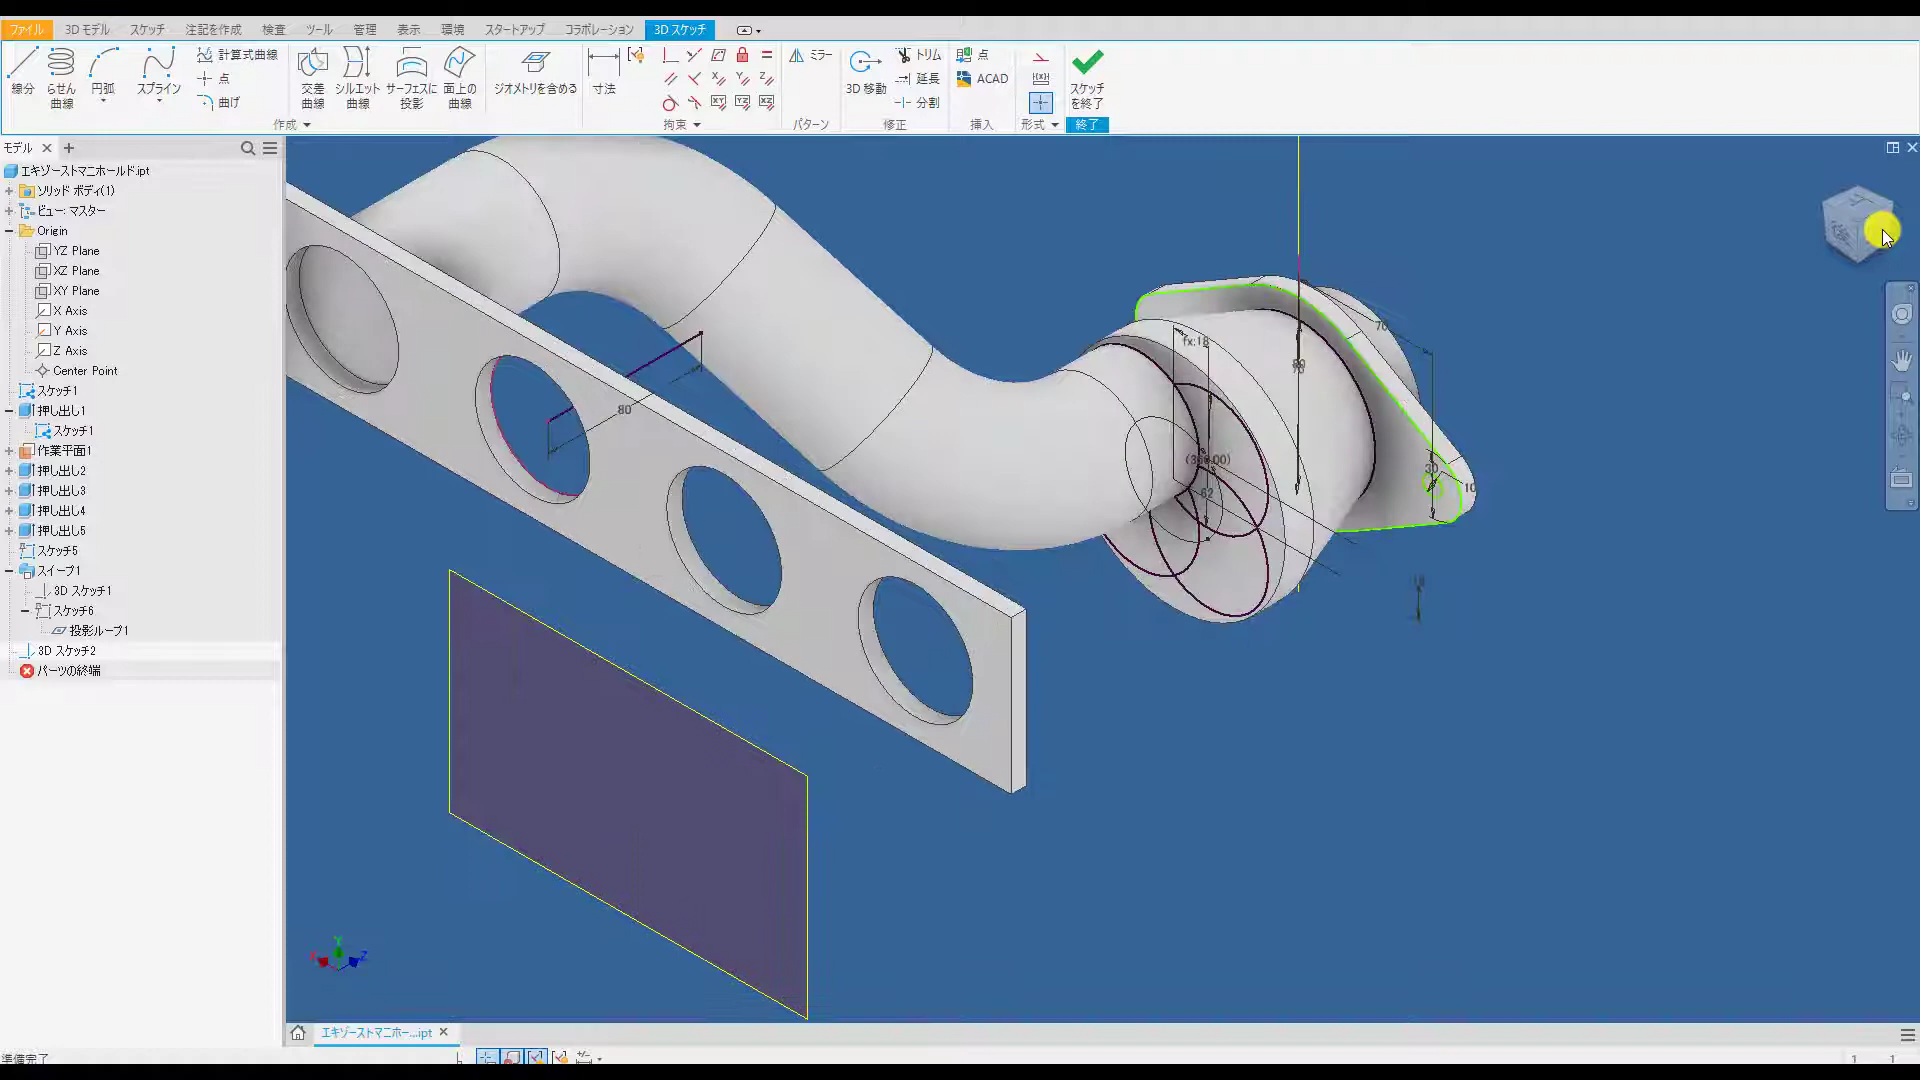 ファイル 3D モデル スケッチ 注記を作成 検査 ツール 管理 表示 環境 スタートアップ コラボレーション 3D スケッチ
線分 らせん曲線 円弧 スプライン 計算式曲線 点 曲げ
交差曲線 シルエット曲線 サーフェスに投影 面上の曲線 ジオメトリを含める 寸法
ミラー 3D 移動 トリム 延長 分割 点 ACAD スケッチを終了
作成 拘束 パターン 修正 挿入 形式 終了
モデル
エキゾーストマニホールド.ipt
ソリッド ボディ(1)
ビュー: マスター
Origin
YZ Plane
XZ Plane
XY Plane
X Axis
Y Axis
Z Axis
Center Point
スケッチ1
押し出し1
スケッチ1
作業平面1
押し出し2
押し出し3
押し出し4
押し出し5
スケッチ5
スイープ1
3D スケッチ1
スケッチ6
投影ループ1
3D スケッチ2
パーツの終端
70
fx:18
80
62
30
10
Y
Z
エキゾーストマニホー...ipt
準備完了
1 1